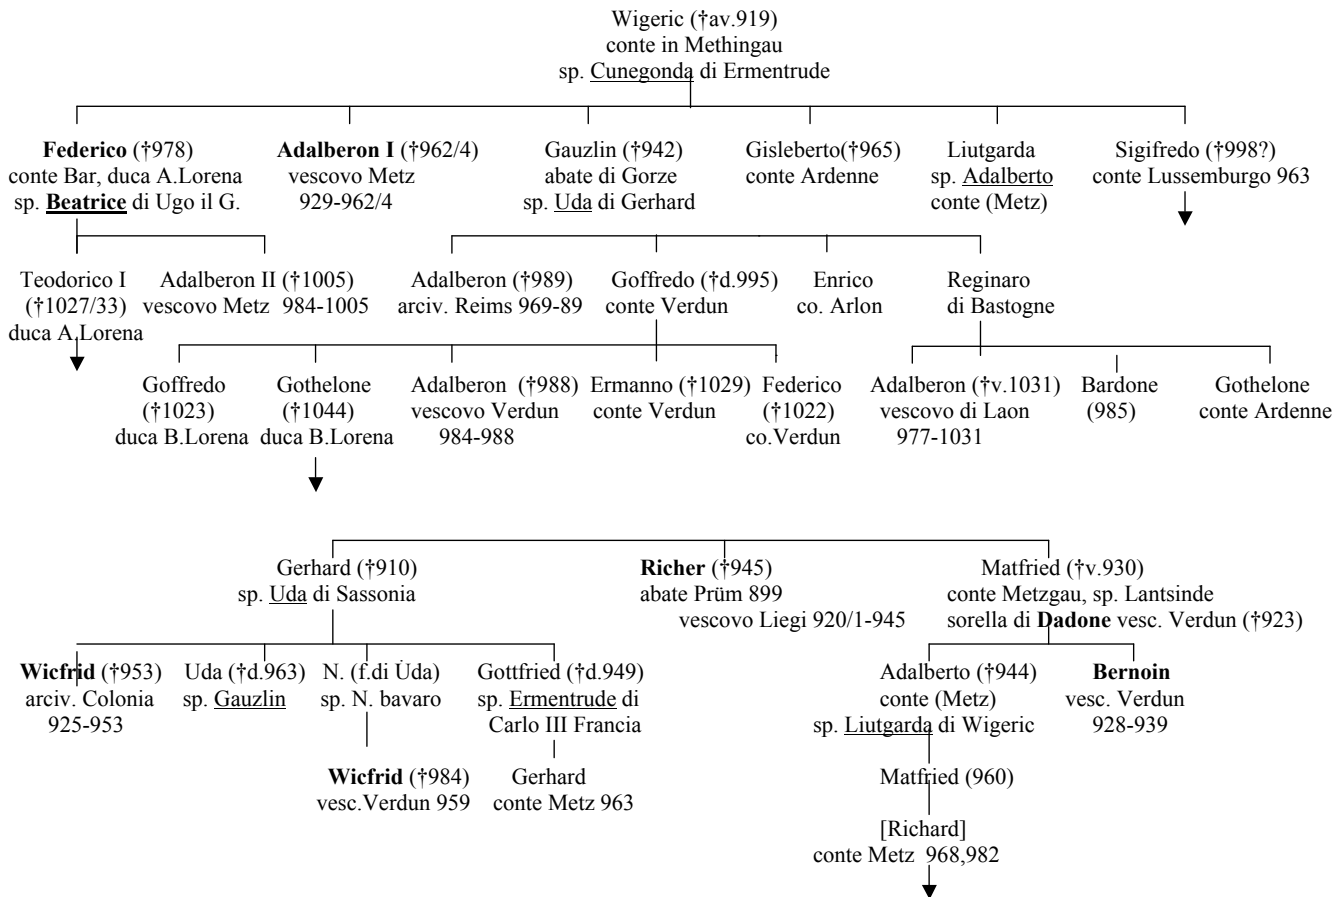 Wigeric (†av.919)
conte in Methingau
sp. Cunegonda di Ermentrude
Federico (†978)
conte Bar, duca A.Lorena
sp. Beatrice di Ugo il G.
Adalberon I (†962/4)
vescovo Metz
929-962/4
Gauzlin (†942)
abate di Gorze
sp. Uda di Gerhard
Gisleberto(†965)
conte Ardenne
Liutgarda
sp. Adalberto
conte (Metz)
Sigifredo (†998?)
conte Lussemburgo 963
Teodorico I
(†1027/33)
duca A.Lorena
Adalberon II (†1005)
vescovo Metz 984-1005
Adalberon (†989)
arciv. Reims 969-89
Goffredo (†d.995)
conte Verdun
Enrico
co. Arlon
Reginaro
di Bastogne
Goffredo
(†1023)
duca B.Lorena
Gothelone
(†1044)
duca B.Lorena
Adalberon (†988)
vescovo Verdun
984-988
Ermanno (†1029)
conte Verdun
Federico
(†1022)
co.Verdun
Adalberon (†v.1031)
vescovo di Laon
977-1031
Bardone
(985)
Gothelone
conte Ardenne
Gerhard (†910)
sp. Uda di Sassonia
Richer (†945)
abate Prüm 899
vescovo Liegi 920/1-945
Matfried (†v.930)
conte Metzgau, sp. Lantsinde
sorella di Dadone vesc. Verdun (†923)
Wicfrid (†953)
arciv. Colonia
925-953
Uda (†d.963)
sp. Gauzlin
N. (f.di Uda)
sp. N. bavaro
Gottfried (†d.949)
sp. Ermentrude di
Carlo III Francia
Adalberto (†944)
conte (Metz)
sp. Liutgarda di Wigeric
Bernoin
vesc. Verdun
928-939
Wicfrid (†984)
vesc.Verdun 959
Gerhard
conte Metz 963
Matfried (960)
[Richard]
conte Metz 968,982